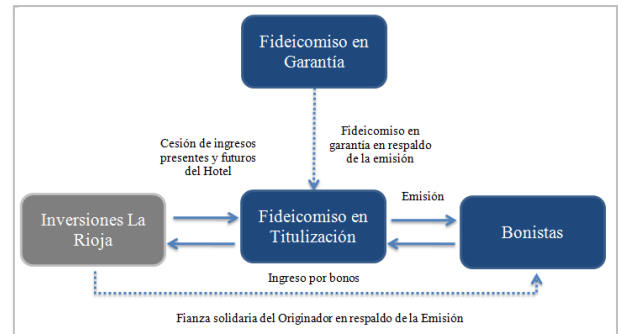 Fideicomiso en
Garantía
Fideicomiso en
garantía en respaldo
de la emisión
Cesión de ingresos
presentes y futuros
del Hotel
Emisión
Inversiones La
Rioja
Fideicomiso en
Titulización
Bonistas
Ingreso por bonos
Fianza solidaria del Originador en respaldo de la Emisión